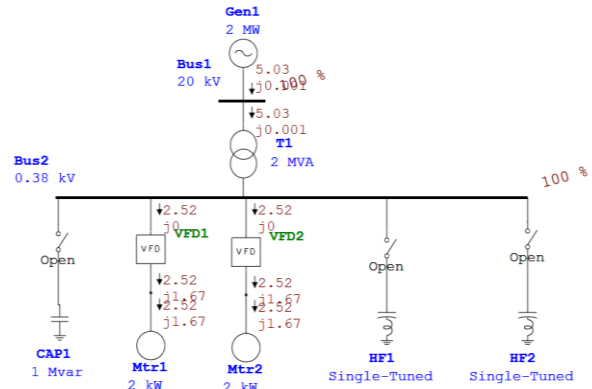 Gen1
2 MW
Bus1
20 kV
5.03
j0.001
100 %
5.03
j0.001
T1
2 MVA
Bus2
0.38 kV
100 %
2.52
j0
VFD1
VFD
2.52
j0
VFD2
VFD
Open
Open
Open
2.52
j1.67
2.52
j1.67
2.52
j1.67
2.52
j1.67
CAP1
1 Mvar
Mtr1
2 kW
Mtr2
2 kW
HF1
Single-Tuned
HF2
Single-Tuned